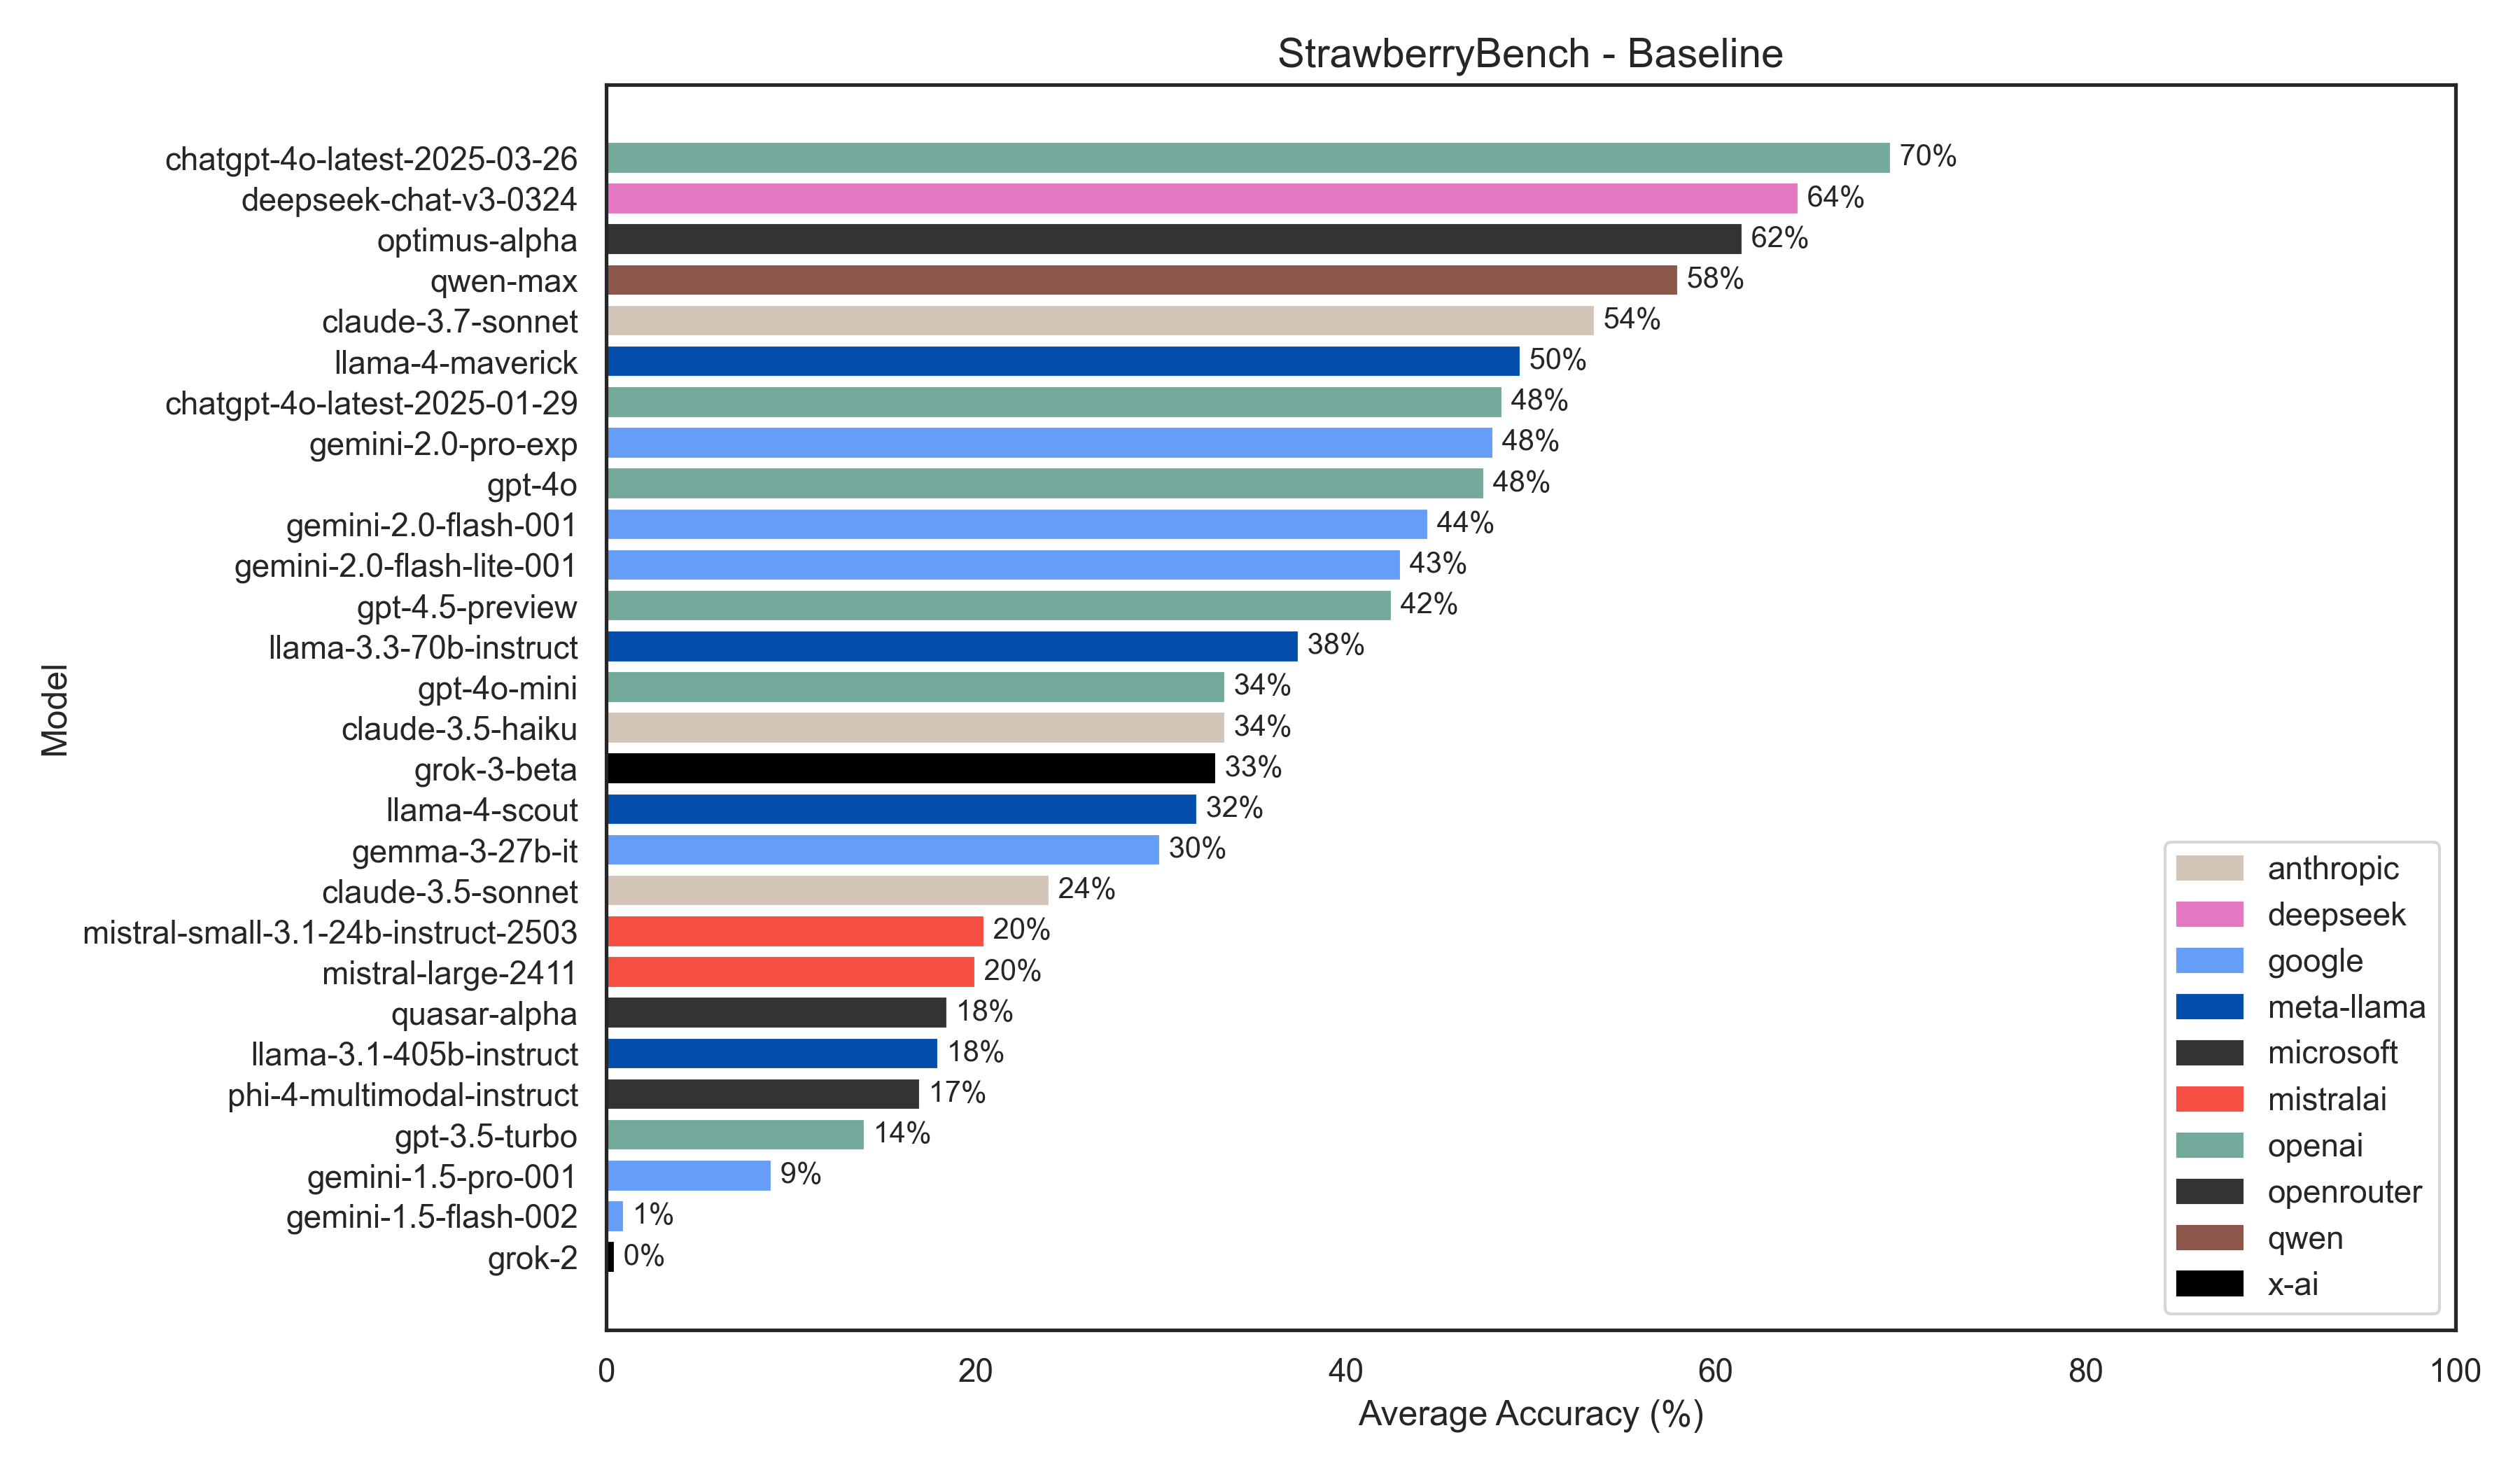 StrawberryBench - Baseline
Model
chatgpt-4o-latest-2025-03-26 70%
deepseek-chat-v3-0324 64%
optimus-alpha 62%
qwen-max 58%
claude-3.7-sonnet 54%
llama-4-maverick 50%
chatgpt-4o-latest-2025-01-29 48%
gemini-2.0-pro-exp 48%
gpt-4o 48%
gemini-2.0-flash-001 44%
gemini-2.0-flash-lite-001 43%
gpt-4.5-preview 42%
llama-3.3-70b-instruct 38%
gpt-4o-mini 34%
claude-3.5-haiku 34%
grok-3-beta 33%
llama-4-scout 32%
gemma-3-27b-it 30%
claude-3.5-sonnet 24%
mistral-small-3.1-24b-instruct-2503 20%
mistral-large-2411 20%
quasar-alpha 18%
llama-3.1-405b-instruct 18%
phi-4-multimodal-instruct 17%
gpt-3.5-turbo 14%
gemini-1.5-pro-001 9%
gemini-1.5-flash-002 1%
grok-2 0%
anthropic
deepseek
google
meta-llama
microsoft
mistralai
openai
openrouter
qwen
x-ai
0 20 40 60 80 100
Average Accuracy (%)